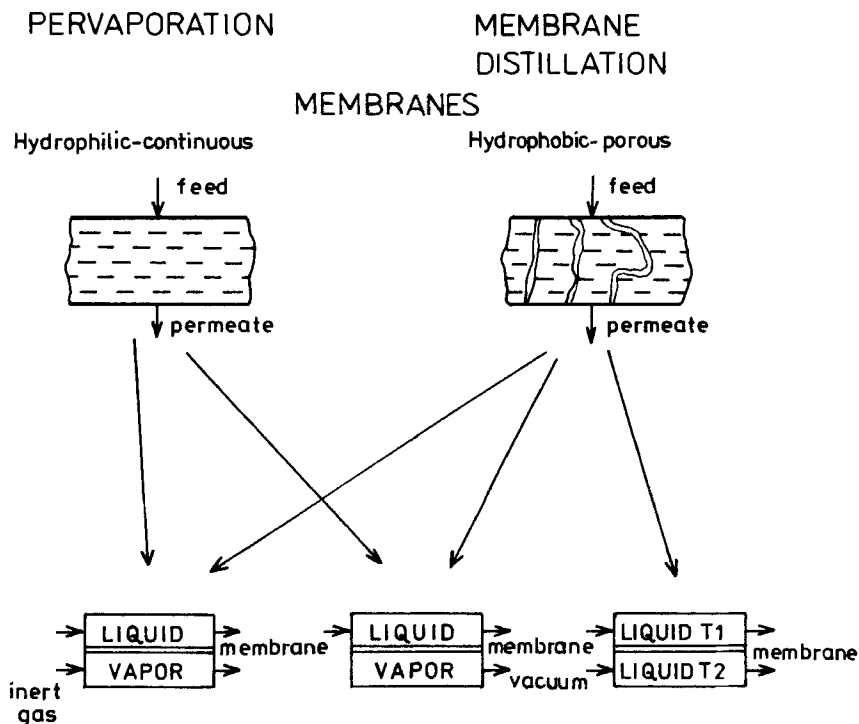 PERVAPORATION
MEMBRANE
DISTILLATION
MEMBRANES
Hydrophilic-continuous
Hydrophobic-porous
feed
feed
permeate
permeate
LIQUID
membrane
VAPOR
inert
gas
LIQUID
membrane
VAPOR
vacuum
LIQUID T1
membrane
LIQUID T2